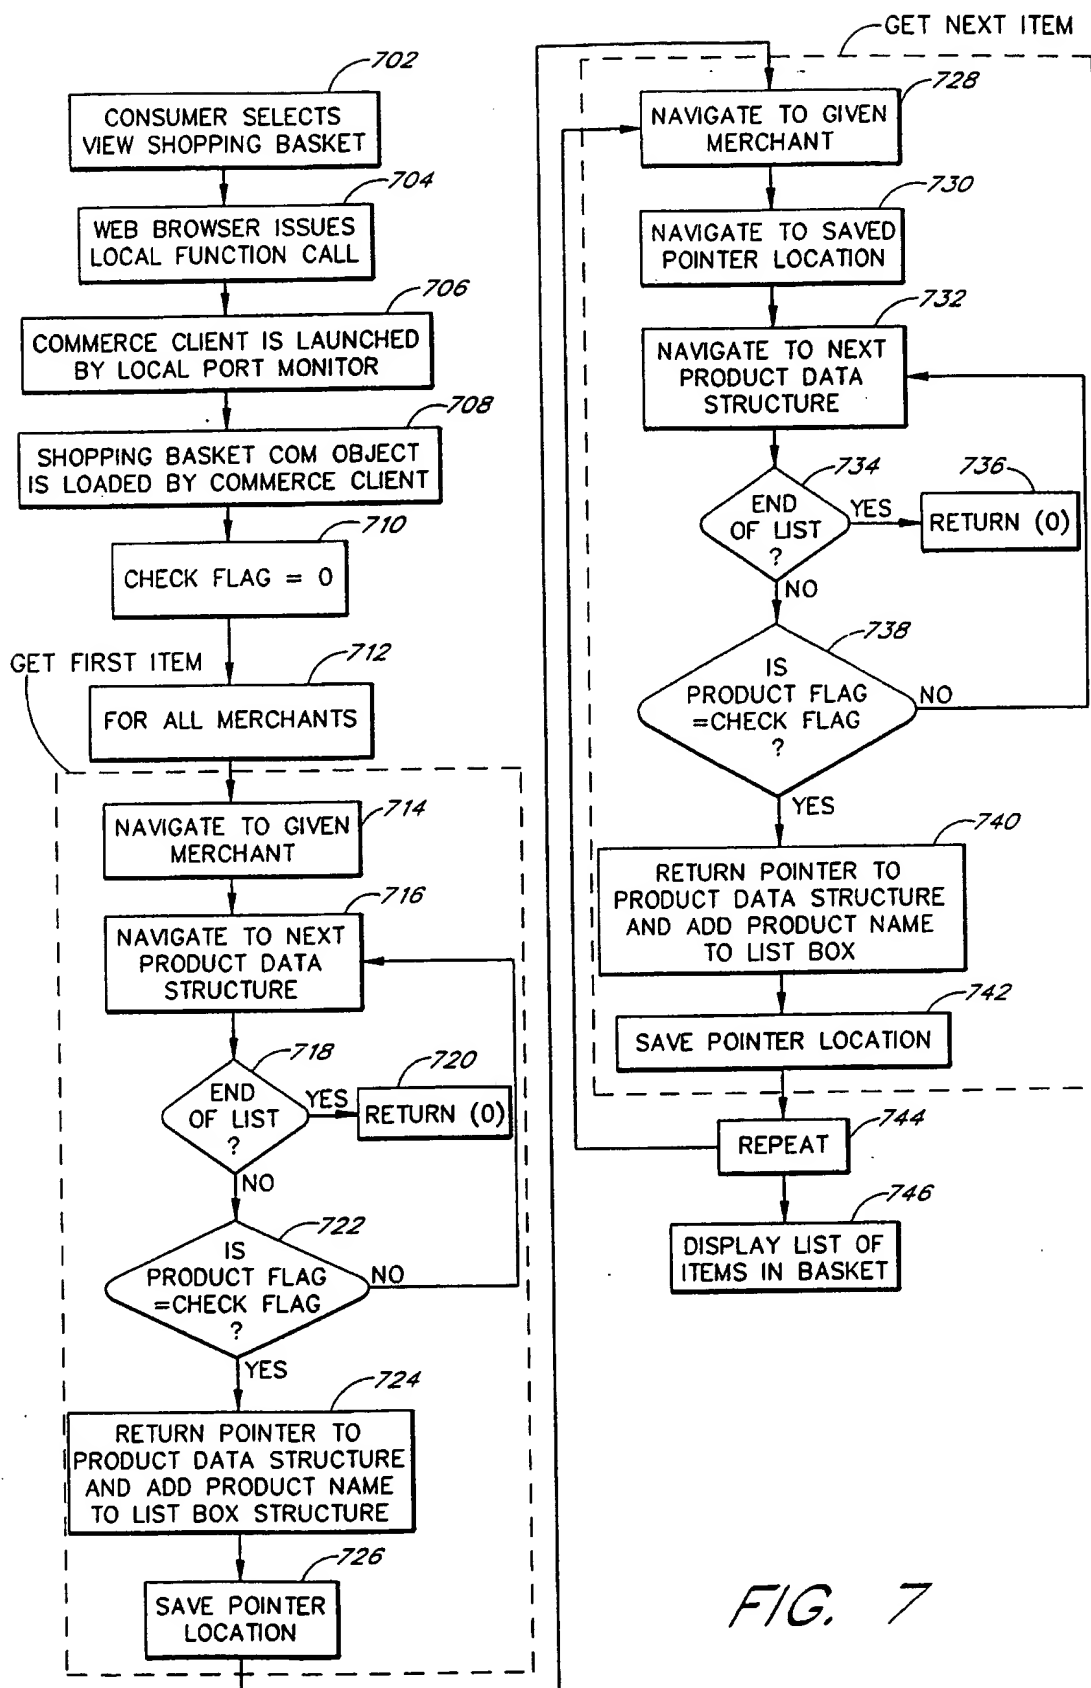 702
CONSUMER SELECTS
VIEW SHOPPING BASKET
704
WEB BROWSER ISSUES
LOCAL FUNCTION CALL
706
COMMERCE CLIENT IS LAUNCHED
BY LOCAL PORT MONITOR
708
SHOPPING BASKET COM OBJECT
IS LOADED BY COMMERCE CLIENT
710
CHECK FLAG = 0
GET FIRST ITEM
712
FOR ALL MERCHANTS
714
NAVIGATE TO GIVEN
MERCHANT
716
NAVIGATE TO NEXT
PRODUCT DATA
STRUCTURE
718
END
OF LIST
?
YES
720
RETURN (0)
NO
722
IS
PRODUCT FLAG
=CHECK FLAG
?
NO
YES
724
RETURN POINTER TO
PRODUCT DATA STRUCTURE
AND ADD PRODUCT NAME
TO LIST BOX STRUCTURE
726
SAVE POINTER
LOCATION
GET NEXT ITEM
728
NAVIGATE TO GIVEN
MERCHANT
730
NAVIGATE TO SAVED
POINTER LOCATION
732
NAVIGATE TO NEXT
PRODUCT DATA
STRUCTURE
734
END
OF LIST
?
YES
736
RETURN (0)
NO
738
IS
PRODUCT FLAG
=CHECK FLAG
?
NO
YES
740
RETURN POINTER TO
PRODUCT DATA STRUCTURE
AND ADD PRODUCT NAME
TO LIST BOX
742
SAVE POINTER LOCATION
744
REPEAT
746
DISPLAY LIST OF
ITEMS IN BASKET
FIG. 7